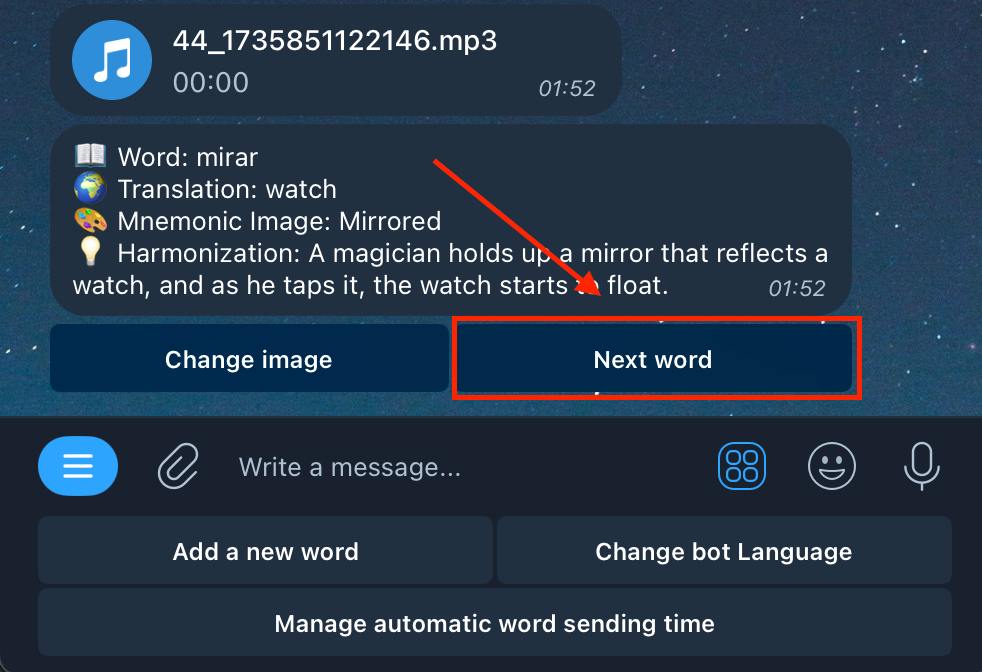 44_1735851122146.mp3
00:00
01:52
📖 Word: mirar
🌍 Translation: watch
🎨 Mnemonic Image: Mirrored
💡 Harmonization: A magician holds up a mirror that reflects a
watch, and as he taps it, the watch starts to float.
01:52
Change image
Next word
Write a message...
Add a new word
Change bot Language
Manage automatic word sending time